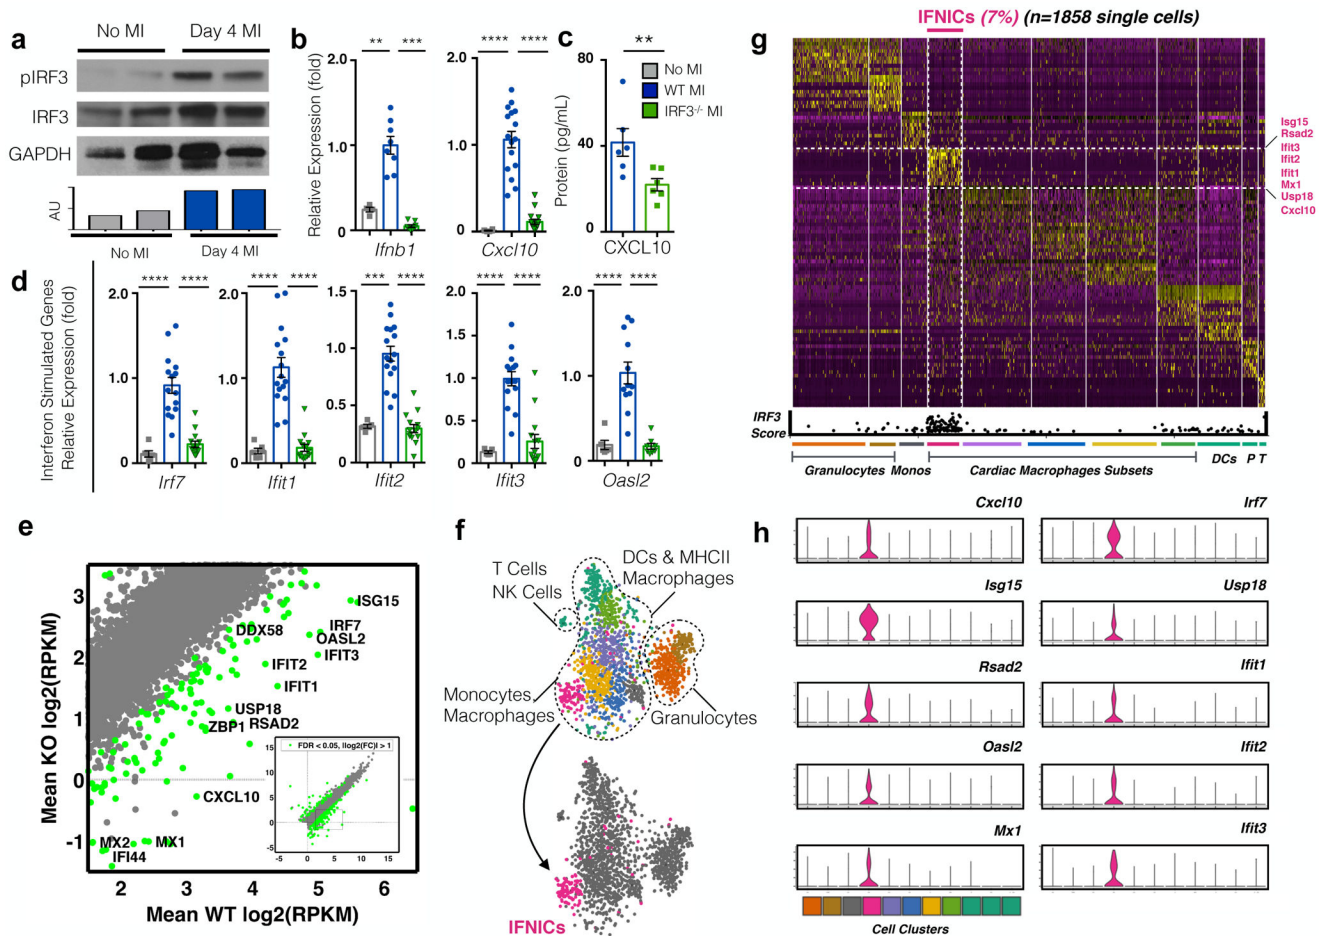 IFNICs (7%) (n=1858 single cells)
a
No MI
Day 4 MI
pIRF3
IRF3
GAPDH
AU
No MI
Day 4 MI
b
Relative Expression (fold)
1.0
0.5
0
**
***
Ifnb1
1.0
0.5
0
****
****
Cxcl10
c
**
Protein (pg/mL)
80
40
0
CXCL10
No MI
WT MI
IRF3-/- MI
d
Interferon Stimulated Genes
Relative Expression (fold)
2.0
1.0
0
****
****
Irf7
2.0
1.0
0
****
****
Ifit1
2.0
1.5
1.0
0.5
0
***
****
Ifit2
2.0
1.5
1.0
0.5
0
****
****
Ifit3
2.0
1.0
0
****
****
Oasl2
e
Mean KO log2(RPKM)
3
2
1
0
-1
2
3
4
5
6
Mean WT log2(RPKM)
ISG15
IRF7
DDX58
OASL2
IFIT3
IFIT2
IFIT1
USP18
ZBP1
RSAD2
CXCL10
MX2
MX1
IFI44
FDR < 0.05, |log2(FC)| > 1
15
10
5
0
-5
-5
0
5
10
15
f
T Cells
NK Cells
DCs & MHCII
Macrophages
Monocytes
Macrophages
Granulocytes
IFNICs
g
Isg15
Rsad2
Ifit3
Ifit2
Ifit1
Mx1
Usp18
Cxcl10
IRF3
Score
Granulocytes
Monos
Cardiac Macrophages Subsets
DCs
P
T
h
Cxcl10
Irf7
Isg15
Usp18
Rsad2
Ifit1
Oasl2
Ifit2
Mx1
Ifit3
Cell Clusters